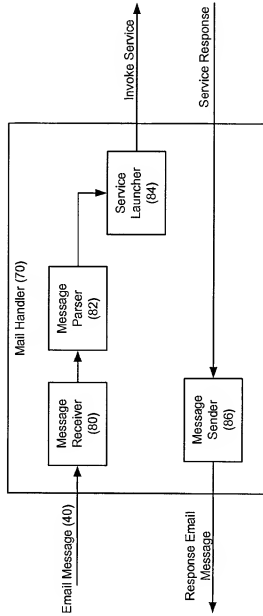 Mail Handler (70)
Email Message (40)
Message
Receiver
(80)
Message
Parser
(82)
Service
Launcher
(84)
Invoke Service
Service Response
Message
Sender
(86)
Response Email
Message